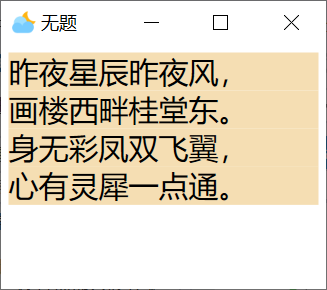 无题
昨夜星辰昨夜风，
画楼西畔桂堂东。
身无彩凤双飞翼，
心有灵犀一点通。